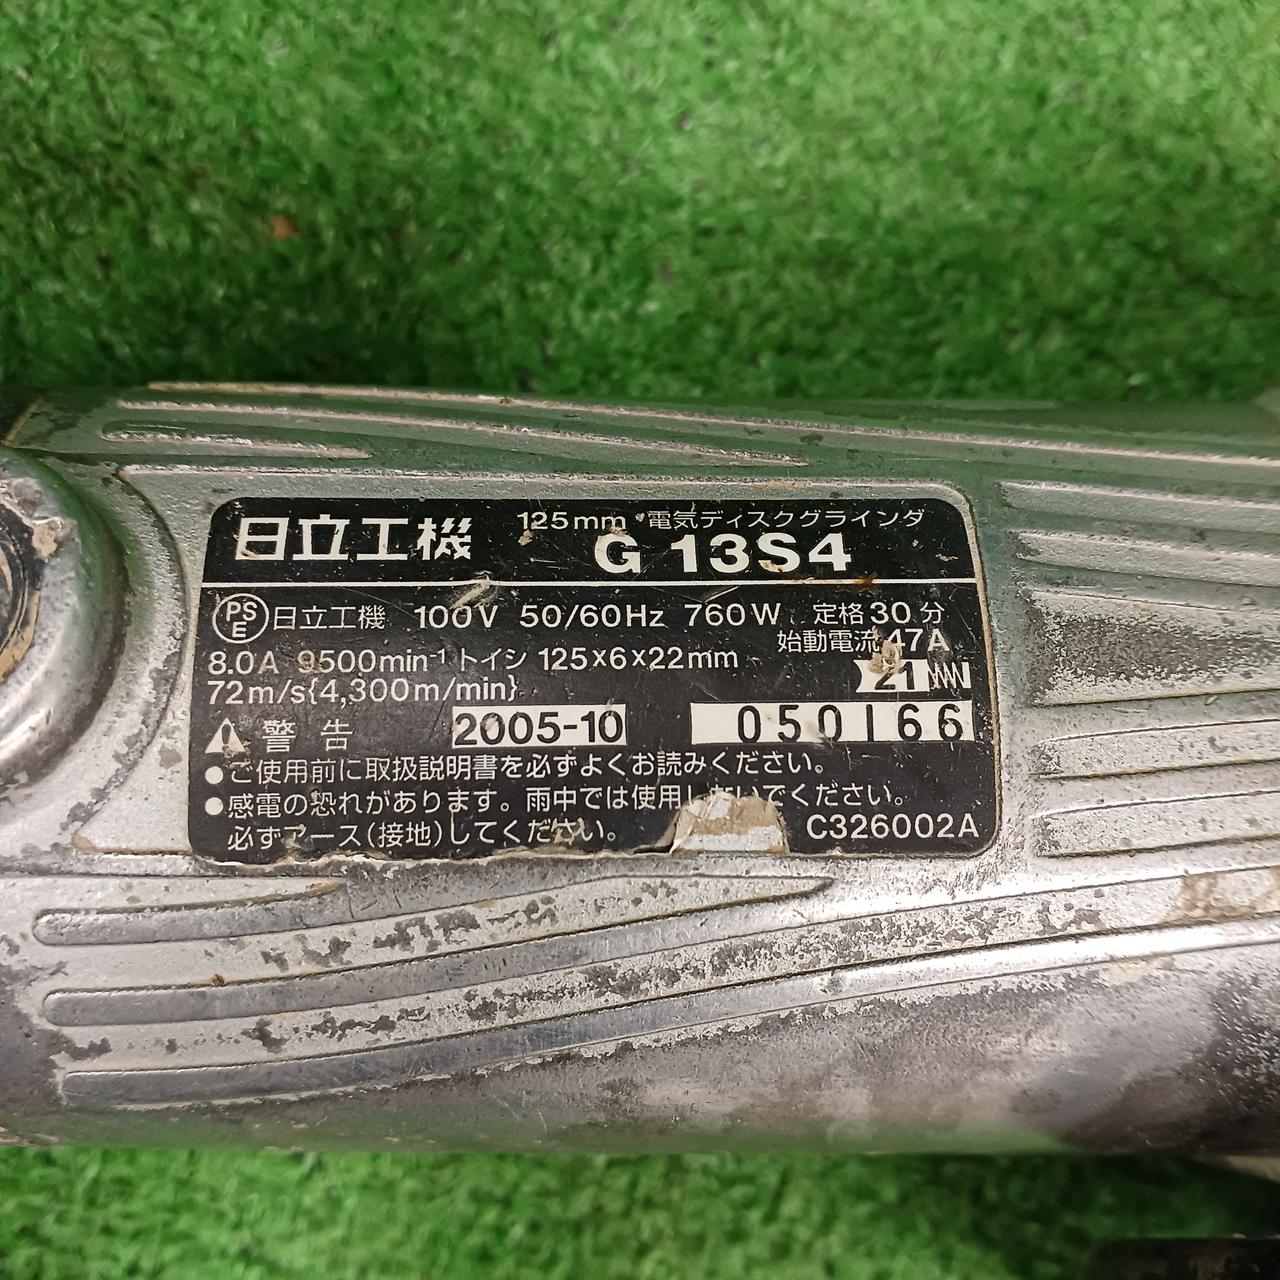 日立工機
125mm 電気ディスクグラインダ
G 13S4
PS E 日立工機 100V 50/60Hz 760W 定格30分
始動電流 47A
8.0A 9500min⁻¹ トイシ 125×6×22mm
21
72m/s{4,300m/min}
警告 2005-10 050166
●ご使用前に取扱説明書を必ずよくお読みください。
●感電の恐れがあります。雨中では使用しないでください。
必ずアース(接地)してください。 C326002A